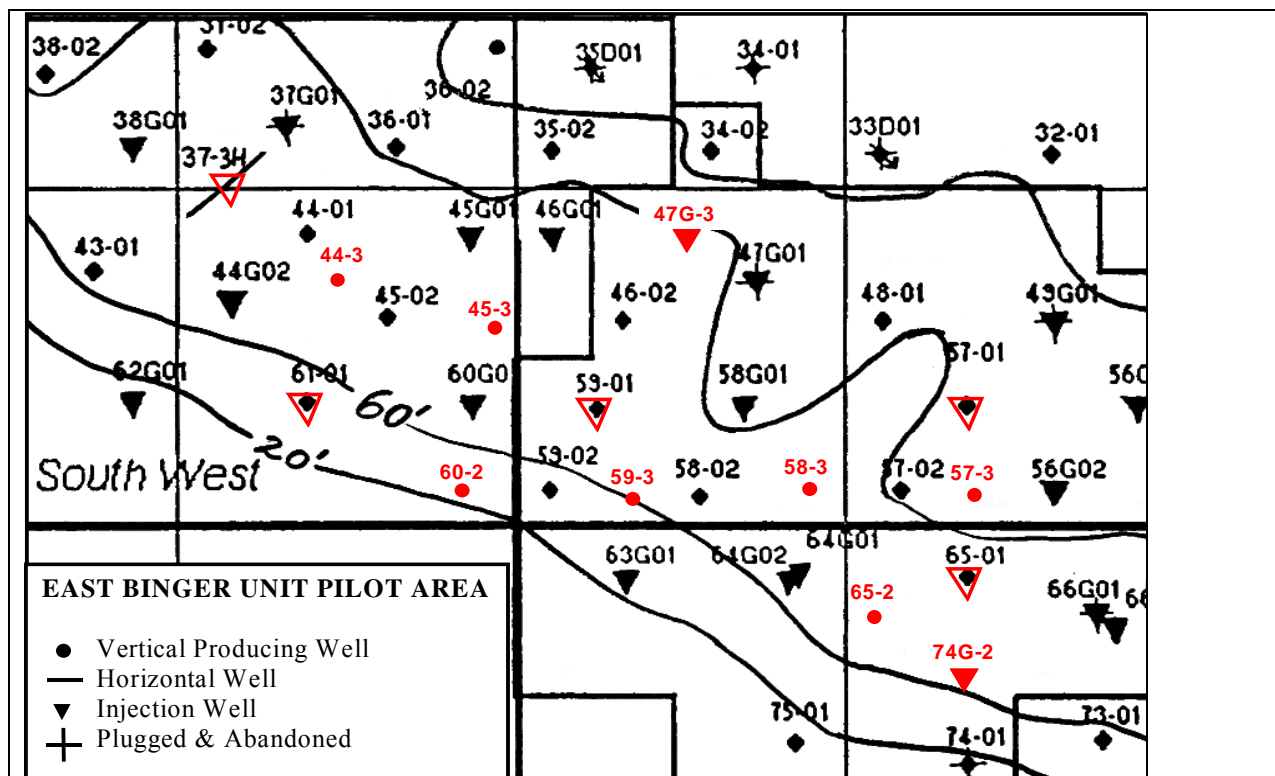 38-02
31-02
36-02
35D01
34-01
38G01
37G01
36-01
35-02
34-02
33D01
32-01
37-3H
44-01
45G01
46G01
47G-3
43-01
44-3
47G01
44G02
45-02
45-3
46-02
48-01
49G01
62G01
61-01
60G0
59-01
58G01
57-01
60'
20'
South West
60-2
59-02
59-3
58-02
58-3
57-02
57-3
56G02
63G01
64G02
64G01
65-01
65-2
66G01
74G-2
75-01
74-01
73-01
EAST BINGER UNIT PILOT AREA
Vertical Producing Well
Horizontal Well
Injection Well
Plugged & Abandoned